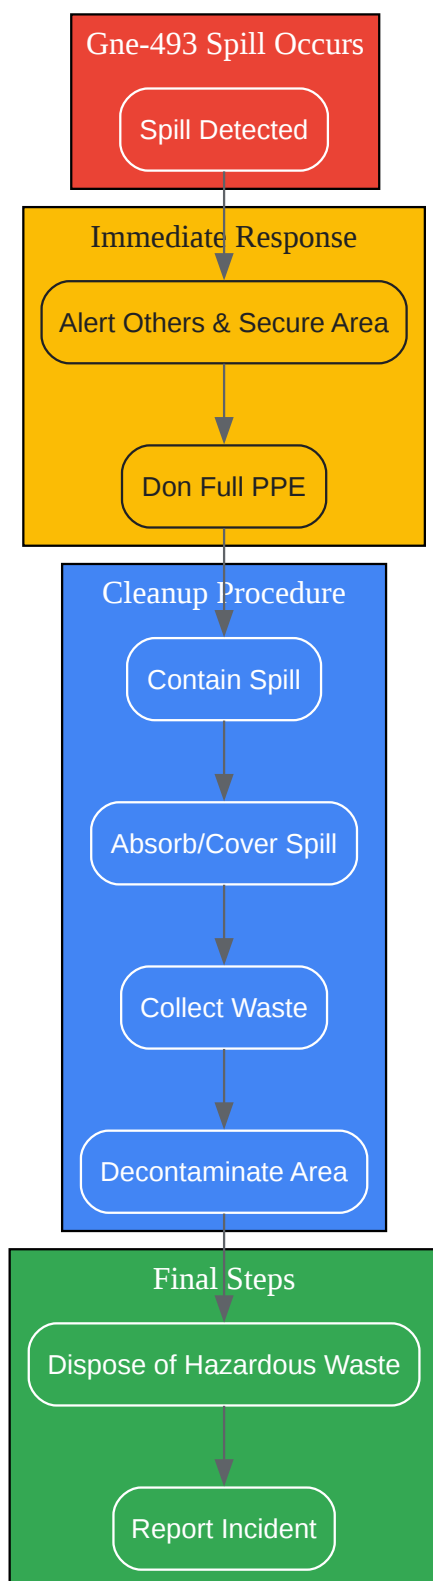 Gne-493 Spill Occurs
Spill Detected
Immediate Response
Alert Others & Secure Area
Don Full PPE
Cleanup Procedure
Contain Spill
Absorb/Cover Spill
Collect Waste
Decontaminate Area
Final Steps
Dispose of Hazardous Waste
Report Incident